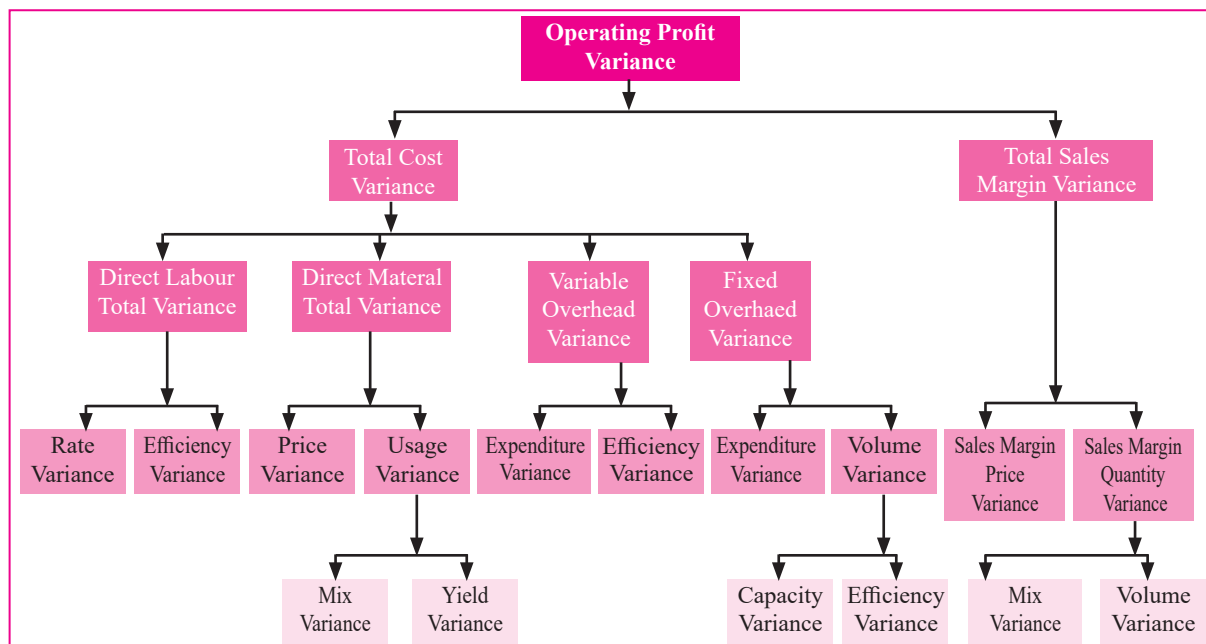 Operating Profit
Variance
Total Cost
Variance
Total Sales
Margin Variance
Direct Labour
Total Variance
Direct Materal
Total Variance
Variable
Overhead
Variance
Fixed
Overhaed
Variance
Rate
Variance
Efficiency
Variance
Price
Variance
Usage
Variance
Expenditure
Variance
Efficiency
Variance
Expenditure
Variance
Volume
Variance
Sales Margin
Price
Variance
Sales Margin
Quantity
Variance
Mix
Variance
Yield
Variance
Capacity
Variance
Efficiency
Variance
Mix
Variance
Volume
Variance